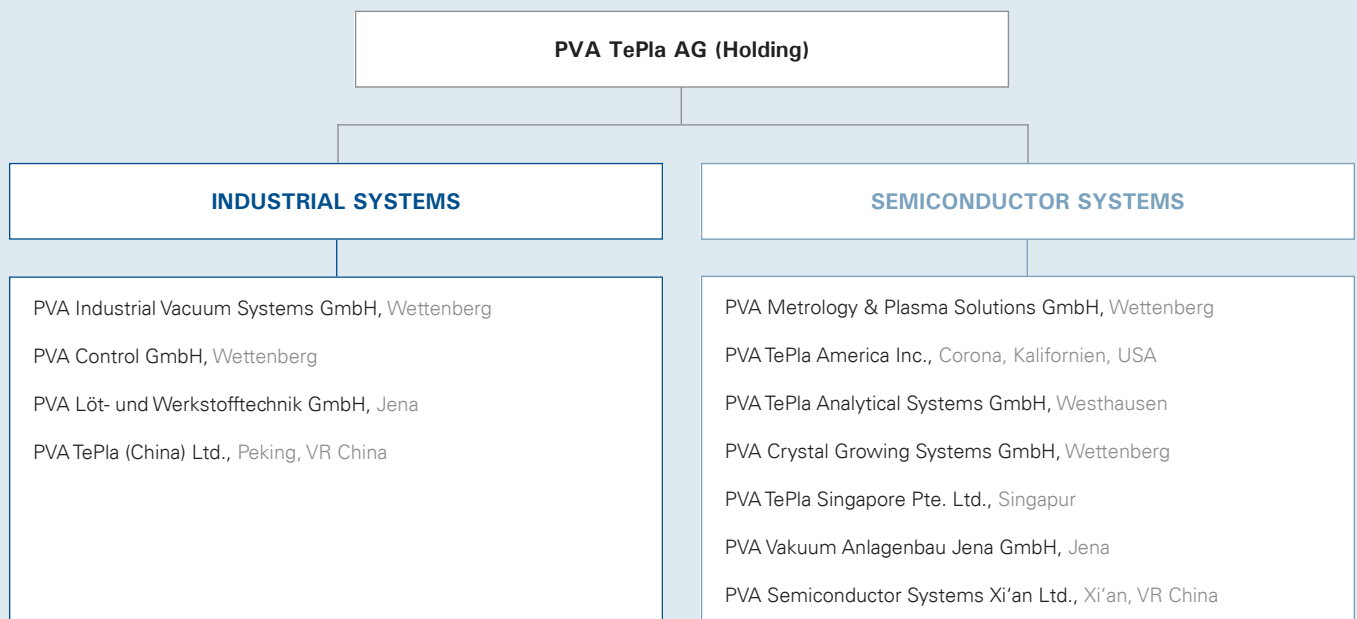 PVA TePla AG (Holding)
INDUSTRIAL SYSTEMS
PVA Industrial Vacuum Systems GmbH, Wettenberg
PVA Control GmbH, Wettenberg
PVA Löt- und Werkstofftechnik GmbH, Jena
PVA TePla (China) Ltd., Peking, VR China
SEMICONDUCTOR SYSTEMS
PVA Metrology & Plasma Solutions GmbH, Wettenberg
PVA TePla America Inc., Corona, Kalifornien, USA
PVA TePla Analytical Systems GmbH, Westhausen
PVA Crystal Growing Systems GmbH, Wettenberg
PVA TePla Singapore Pte. Ltd., Singapur
PVA Vakuum Anlagenbau Jena GmbH, Jena
PVA Semiconductor Systems Xi‘an Ltd., Xi‘an, VR China